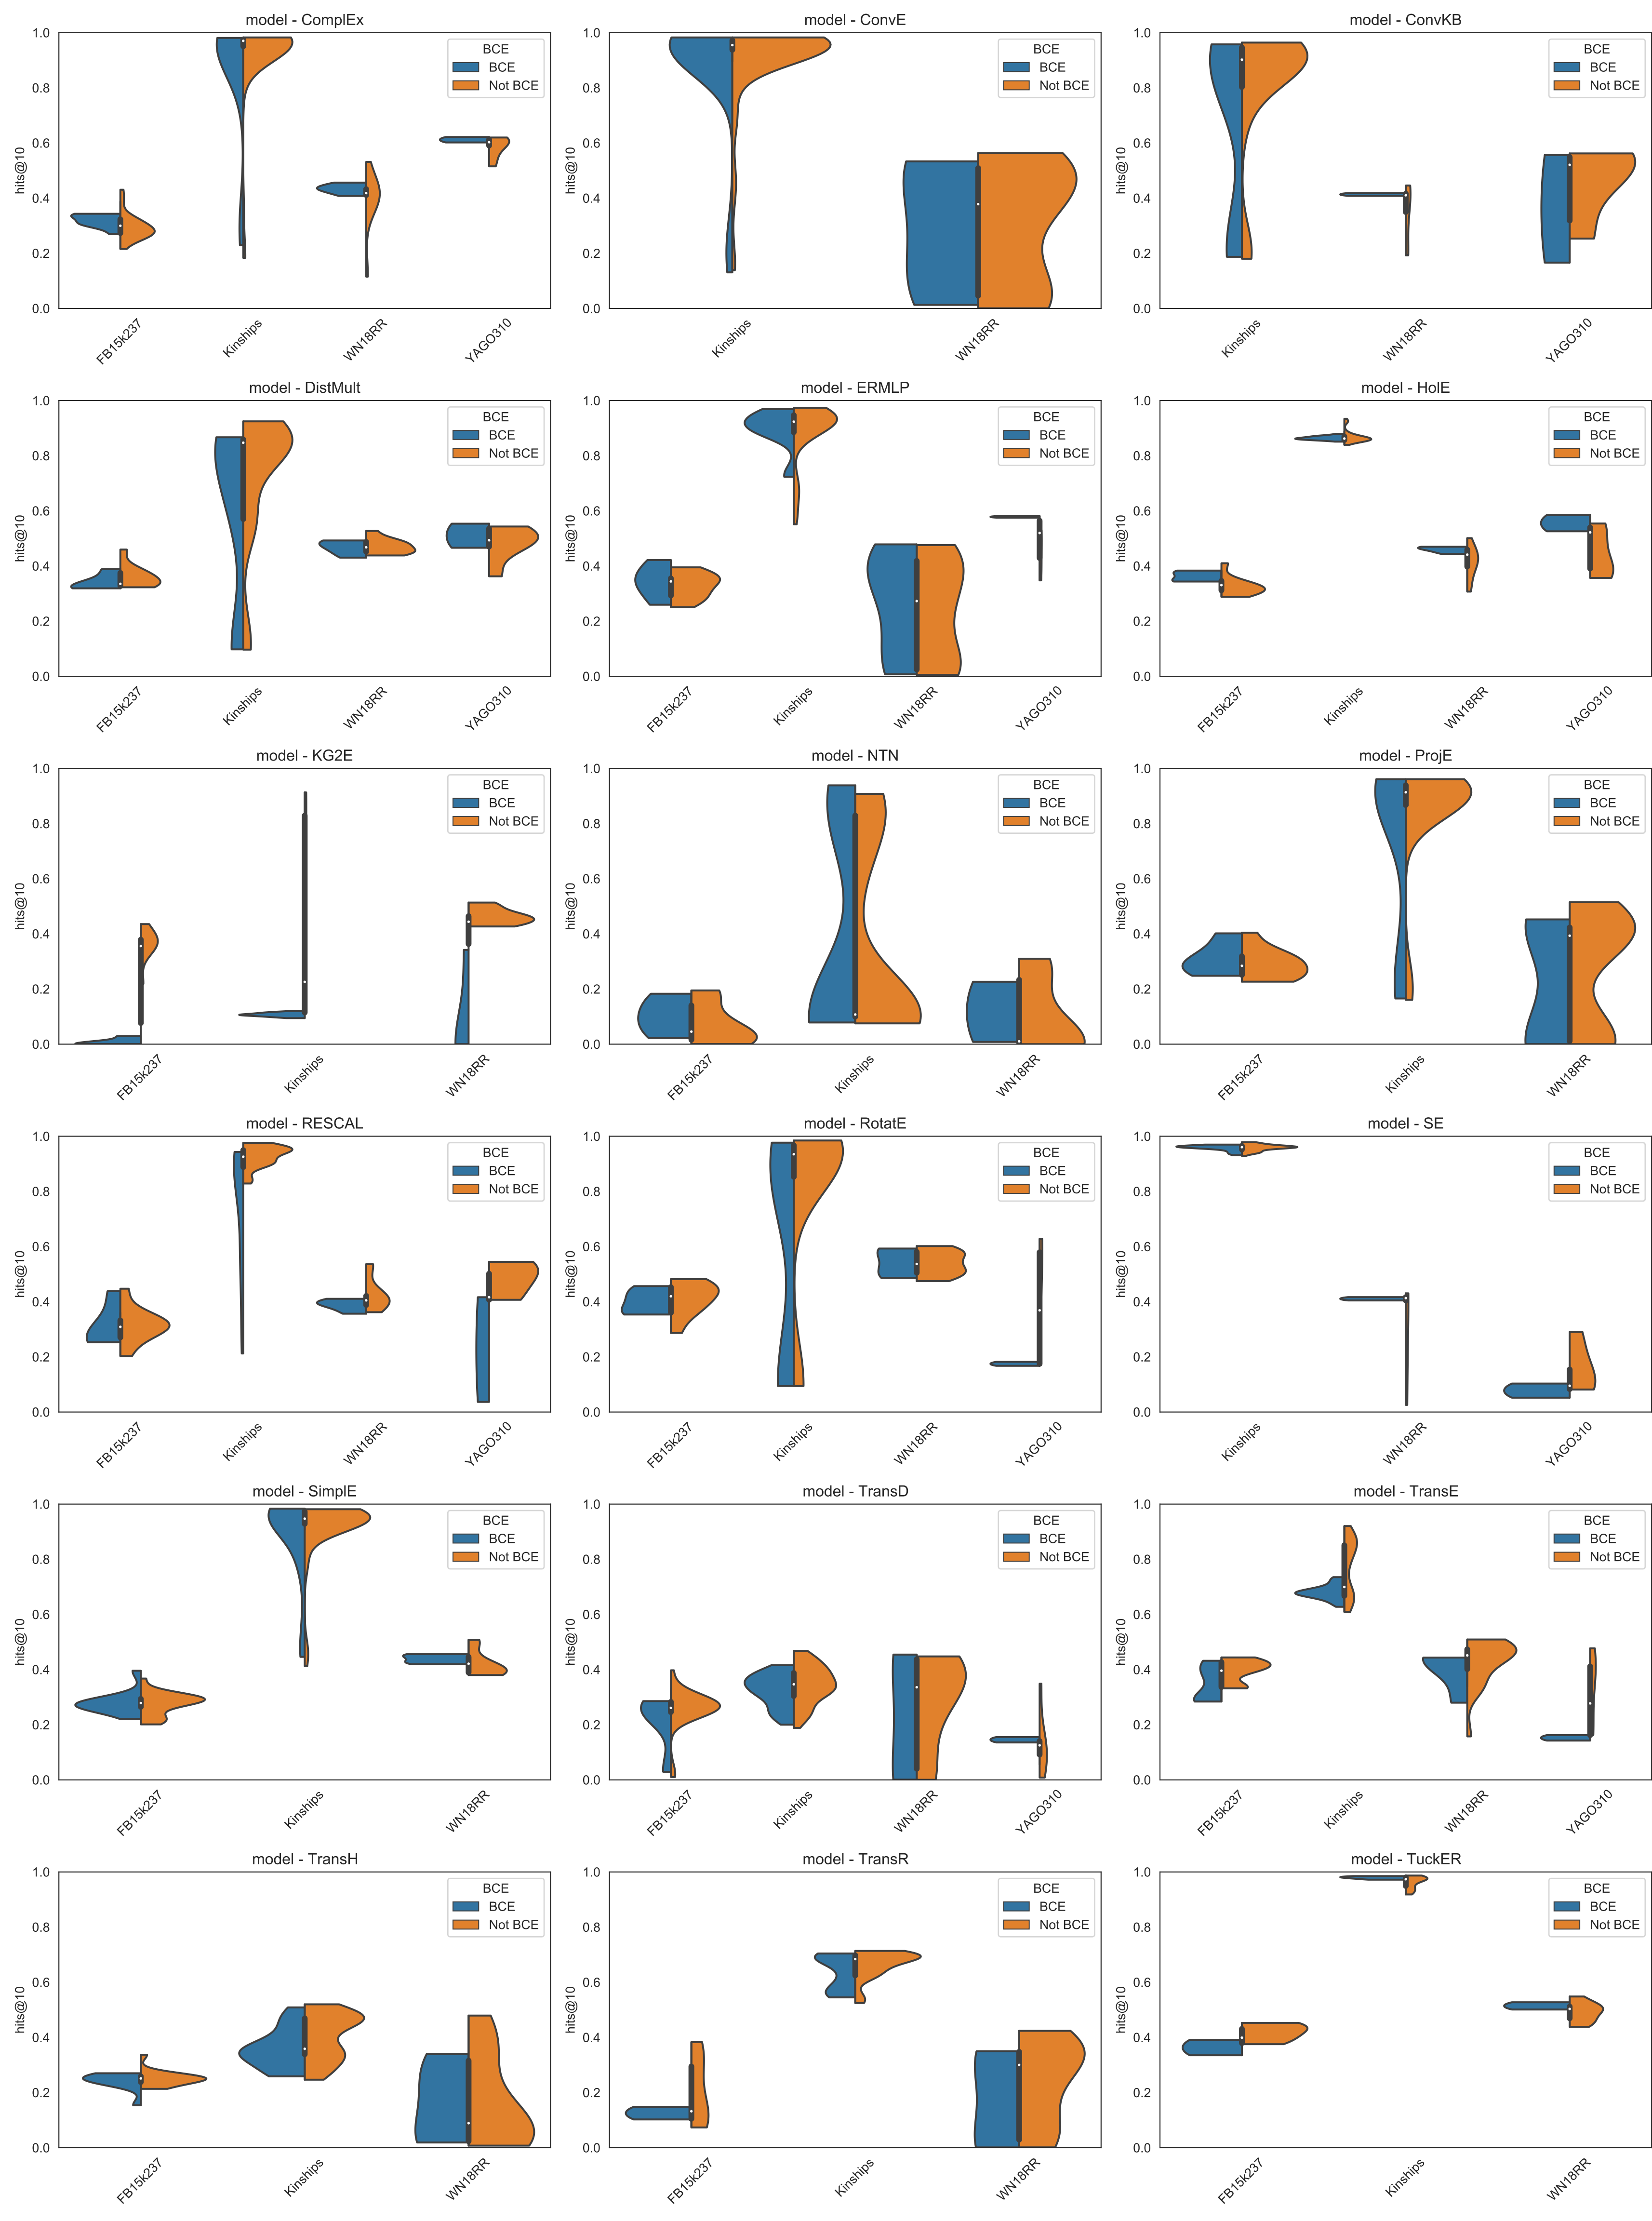 model - ComplEx
1.0
0.8
0.6
0.4
0.2
0.0
hits@10
BCE
BCE
Not BCE
FB15k237
Kinships
WN18RR
YAGO310
model - ConvE
1.0
0.8
0.6
0.4
0.2
0.0
hits@10
BCE
BCE
Not BCE
Kinships
WN18RR
model - ConvKB
1.0
0.8
0.6
0.4
0.2
0.0
hits@10
BCE
BCE
Not BCE
Kinships
WN18RR
YAGO310
model - DistMult
1.0
0.8
0.6
0.4
0.2
0.0
hits@10
BCE
BCE
Not BCE
FB15k237
Kinships
WN18RR
YAGO310
model - ERMLP
1.0
0.8
0.6
0.4
0.2
0.0
hits@10
BCE
BCE
Not BCE
FB15k237
Kinships
WN18RR
YAGO310
model - HolE
1.0
0.8
0.6
0.4
0.2
0.0
hits@10
BCE
BCE
Not BCE
FB15k237
Kinships
WN18RR
YAGO310
model - KG2E
1.0
0.8
0.6
0.4
0.2
0.0
hits@10
BCE
BCE
Not BCE
FB15k237
Kinships
WN18RR
model - NTN
1.0
0.8
0.6
0.4
0.2
0.0
hits@10
BCE
BCE
Not BCE
FB15k237
Kinships
WN18RR
model - ProjE
1.0
0.8
0.6
0.4
0.2
0.0
hits@10
BCE
BCE
Not BCE
FB15k237
Kinships
WN18RR
model - RESCAL
1.0
0.8
0.6
0.4
0.2
0.0
hits@10
BCE
BCE
Not BCE
FB15k237
Kinships
WN18RR
YAGO310
model - RotatE
1.0
0.8
0.6
0.4
0.2
0.0
hits@10
BCE
BCE
Not BCE
FB15k237
Kinships
WN18RR
YAGO310
model - SE
1.0
0.8
0.6
0.4
0.2
0.0
hits@10
BCE
BCE
Not BCE
Kinships
WN18RR
YAGO310
model - SimplE
1.0
0.8
0.6
0.4
0.2
0.0
hits@10
BCE
BCE
Not BCE
FB15k237
Kinships
WN18RR
model - TransD
1.0
0.8
0.6
0.4
0.2
0.0
hits@10
BCE
BCE
Not BCE
FB15k237
Kinships
WN18RR
YAGO310
model - TransE
1.0
0.8
0.6
0.4
0.2
0.0
hits@10
BCE
BCE
Not BCE
FB15k237
Kinships
WN18RR
YAGO310
model - TransH
1.0
0.8
0.6
0.4
0.2
0.0
hits@10
BCE
BCE
Not BCE
FB15k237
Kinships
WN18RR
model - TransR
1.0
0.8
0.6
0.4
0.2
0.0
hits@10
BCE
BCE
Not BCE
FB15k237
Kinships
WN18RR
model - TuckER
1.0
0.8
0.6
0.4
0.2
0.0
hits@10
BCE
BCE
Not BCE
FB15k237
Kinships
WN18RR